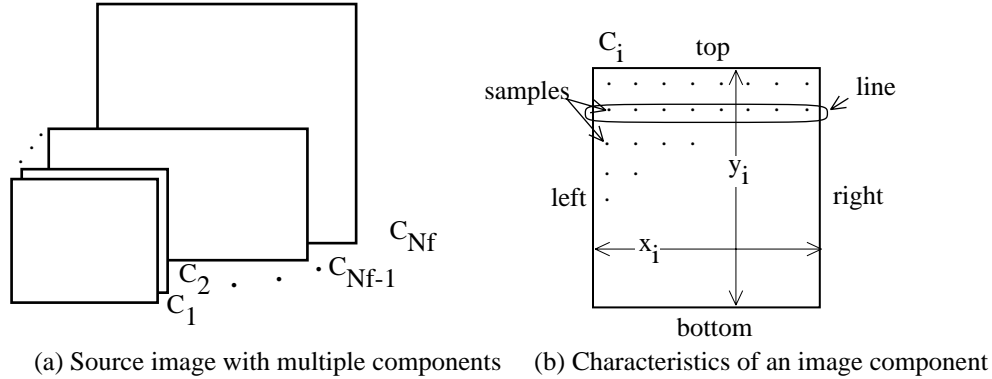 C_Nf
C_Nf-1
C_2
C_1
(a) Source image with multiple components
C_i
top
samples
line
y_i
left
right
x_i
bottom
(b) Characteristics of an image component